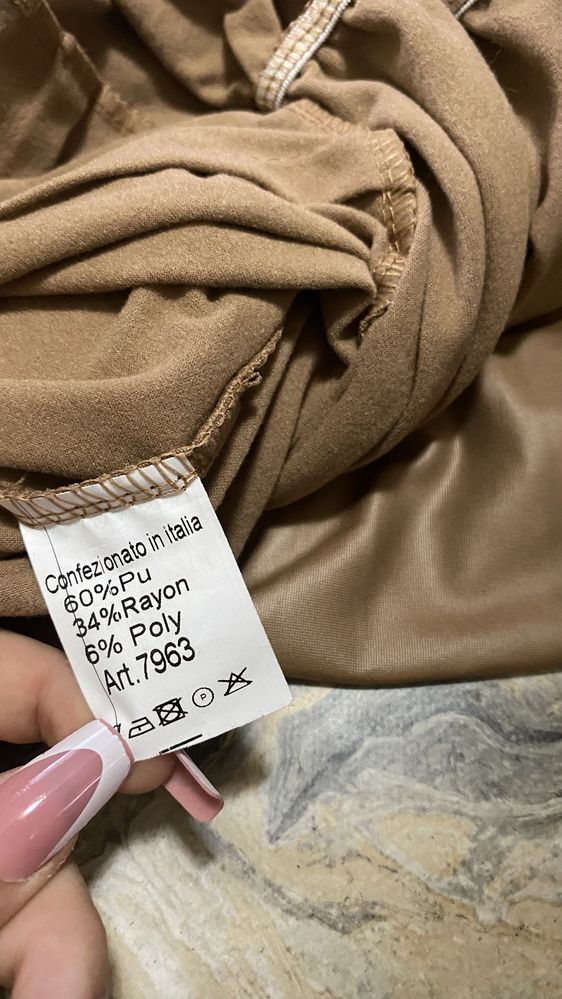 Confezionato in italia
60%Pu
34%Rayon
6% Poly
Art.7963
P